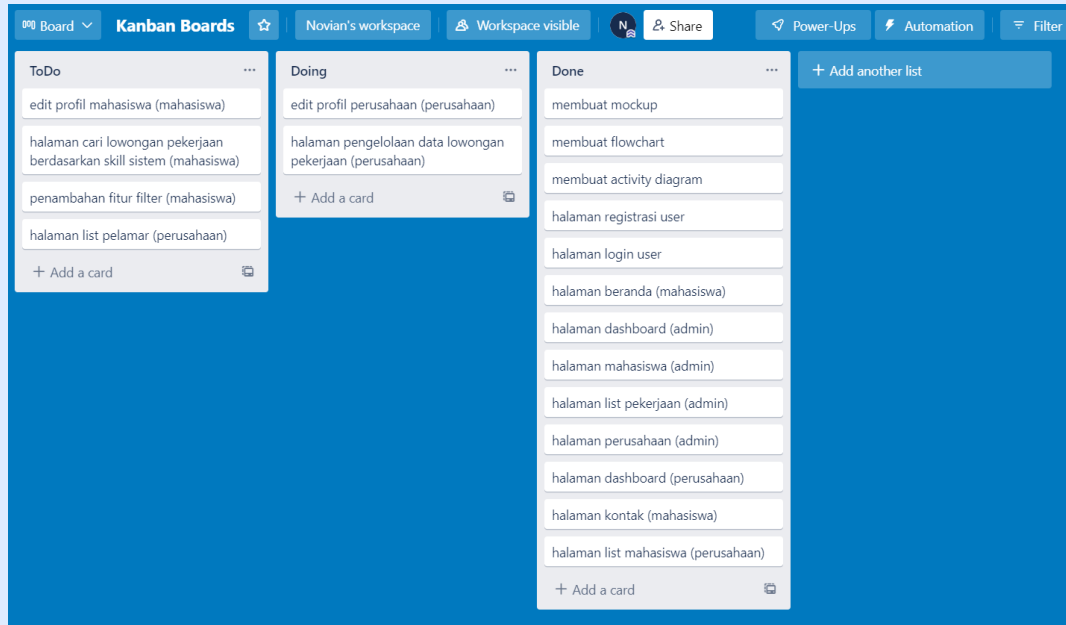 Board
Kanban Boards
Novian's workspace
Workspace visible
N
Share
Power-Ups
Automation
Filter
ToDo
edit profil mahasiswa (mahasiswa)
halaman cari lowongan pekerjaan
berdasarkan skill sistem (mahasiswa)
penambahan fitur filter (mahasiswa)
halaman list pelamar (perusahaan)
+ Add a card
Doing
edit profil perusahaan (perusahaan)
halaman pengelolaan data lowongan
pekerjaan (perusahaan)
+ Add a card
Done
membuat mockup
membuat flowchart
membuat activity diagram
halaman registrasi user
halaman login user
halaman beranda (mahasiswa)
halaman dashboard (admin)
halaman mahasiswa (admin)
halaman list pekerjaan (admin)
halaman perusahaan (admin)
halaman dashboard (perusahaan)
halaman kontak (mahasiswa)
halaman list mahasiswa (perusahaan)
+ Add a card
+ Add another list